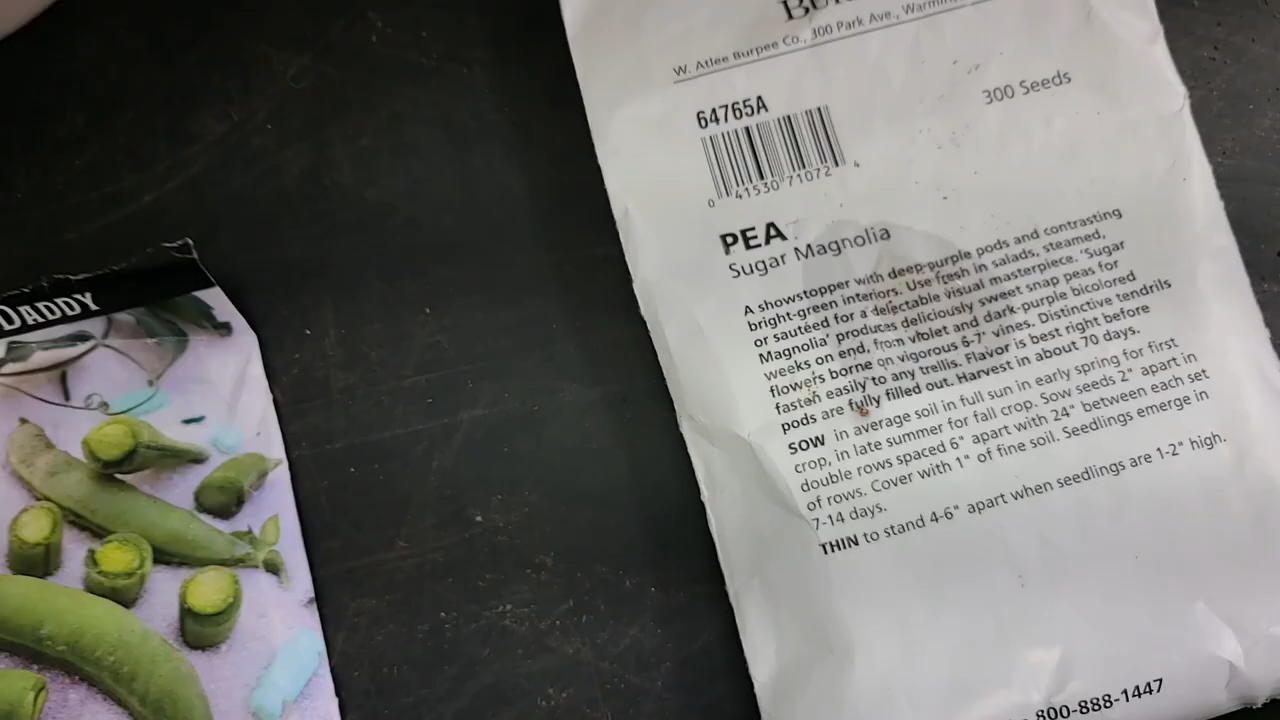 DADDY
W. Atlee Burpee Co., 300 Park Ave.,
64765A
300 Seeds
0 41530 71072 4
PEA
Sugar Magnolia
A showstopper with deep-purple pods and contrasting
bright-green interiors. Use fresh in salads, steamed,
or sautéed for a delectable visual masterpiece. 'Sugar
Magnolia' produces deliciously sweet snap peas for
weeks on end, from violet and dark-purple bicolored
flowers borne on vigorous 6-7' vines. Distinctive tendrils
fasten easily to any trellis. Flavor is best right before
pods are fully filled out. Harvest in about 70 days.
SOW in average soil in full sun in early spring for first
crop, in late summer for fall crop. Sow seeds 2" apart in
double rows spaced 6" apart with 24" between each set
of rows. Cover with 1" of fine soil. Seedlings emerge in
7-14 days.
THIN to stand 4-6" apart when seedlings are 1-2" high.
800-888-1447